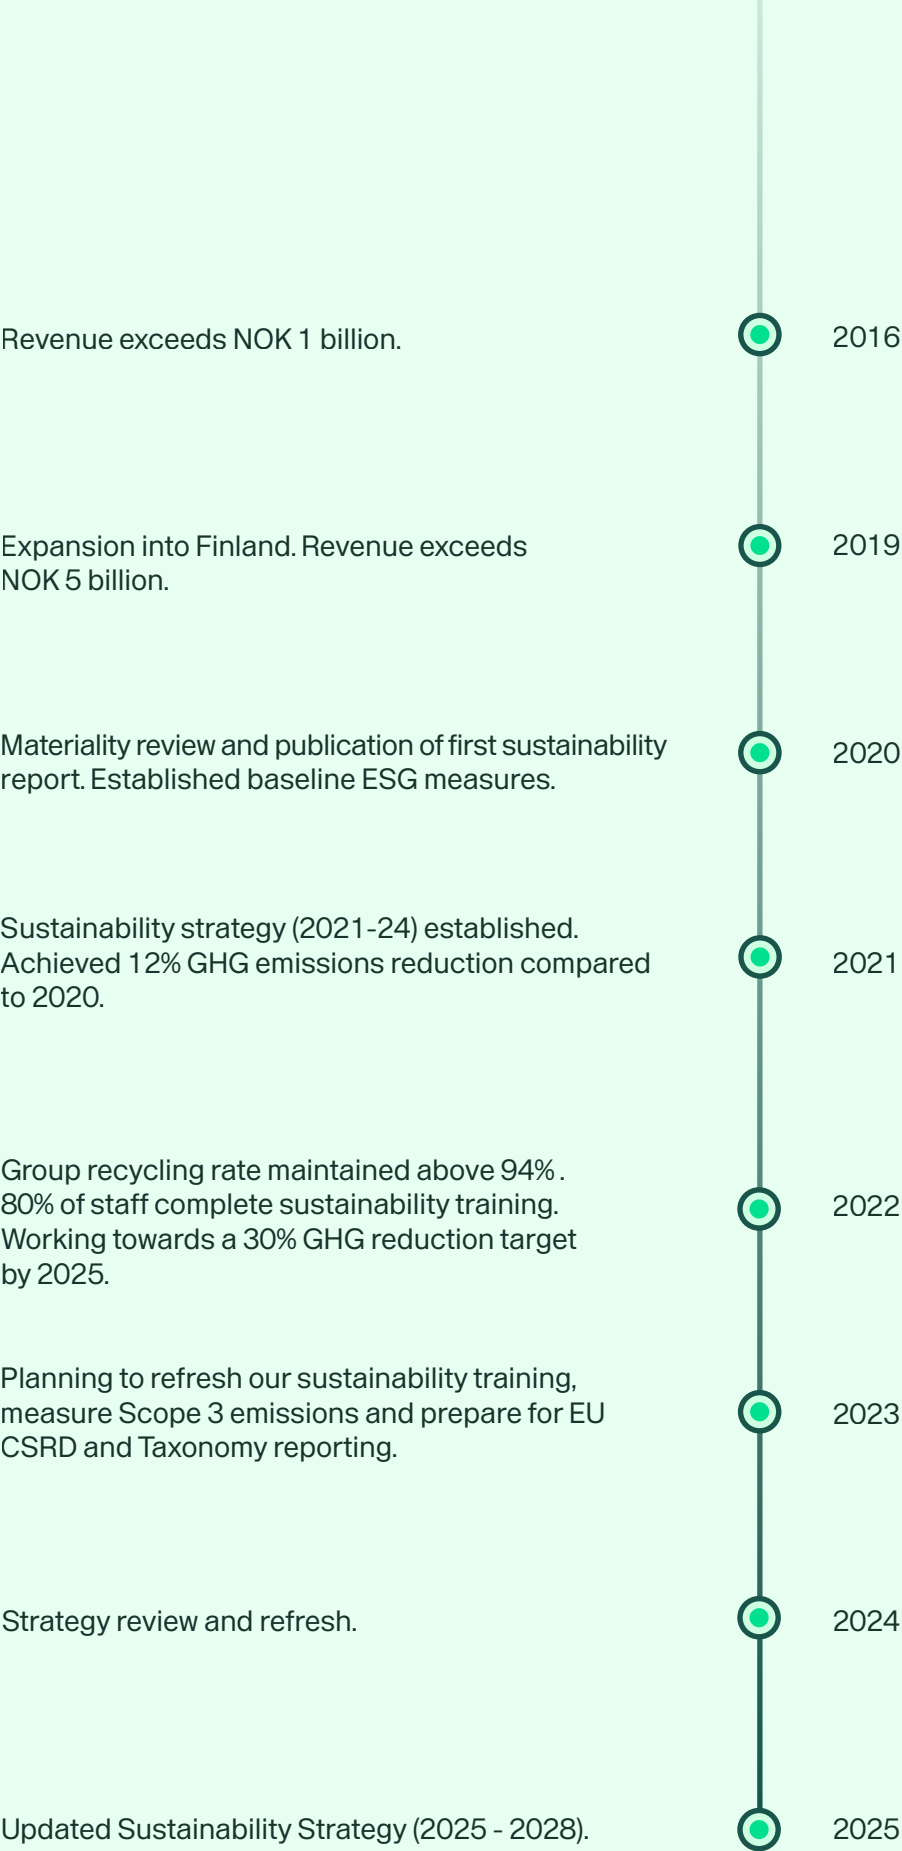 Revenue exceeds NOK 1 billion.
2016
Expansion into Finland. Revenue exceeds
NOK 5 billion.
2019
Materiality review and publication of first sustainability
report. Established baseline ESG measures.
2020
Sustainability strategy (2021-24) established.
Achieved 12% GHG emissions reduction compared
to 2020.
2021
Group recycling rate maintained above 94% .
80% of staff complete sustainability training.
Working towards a 30% GHG reduction target
by 2025.
2022
Planning to refresh our sustainability training,
measure Scope 3 emissions and prepare for EU
CSRD and Taxonomy reporting.
2023
Strategy review and refresh.
2024
Updated Sustainability Strategy (2025 - 2028).
2025